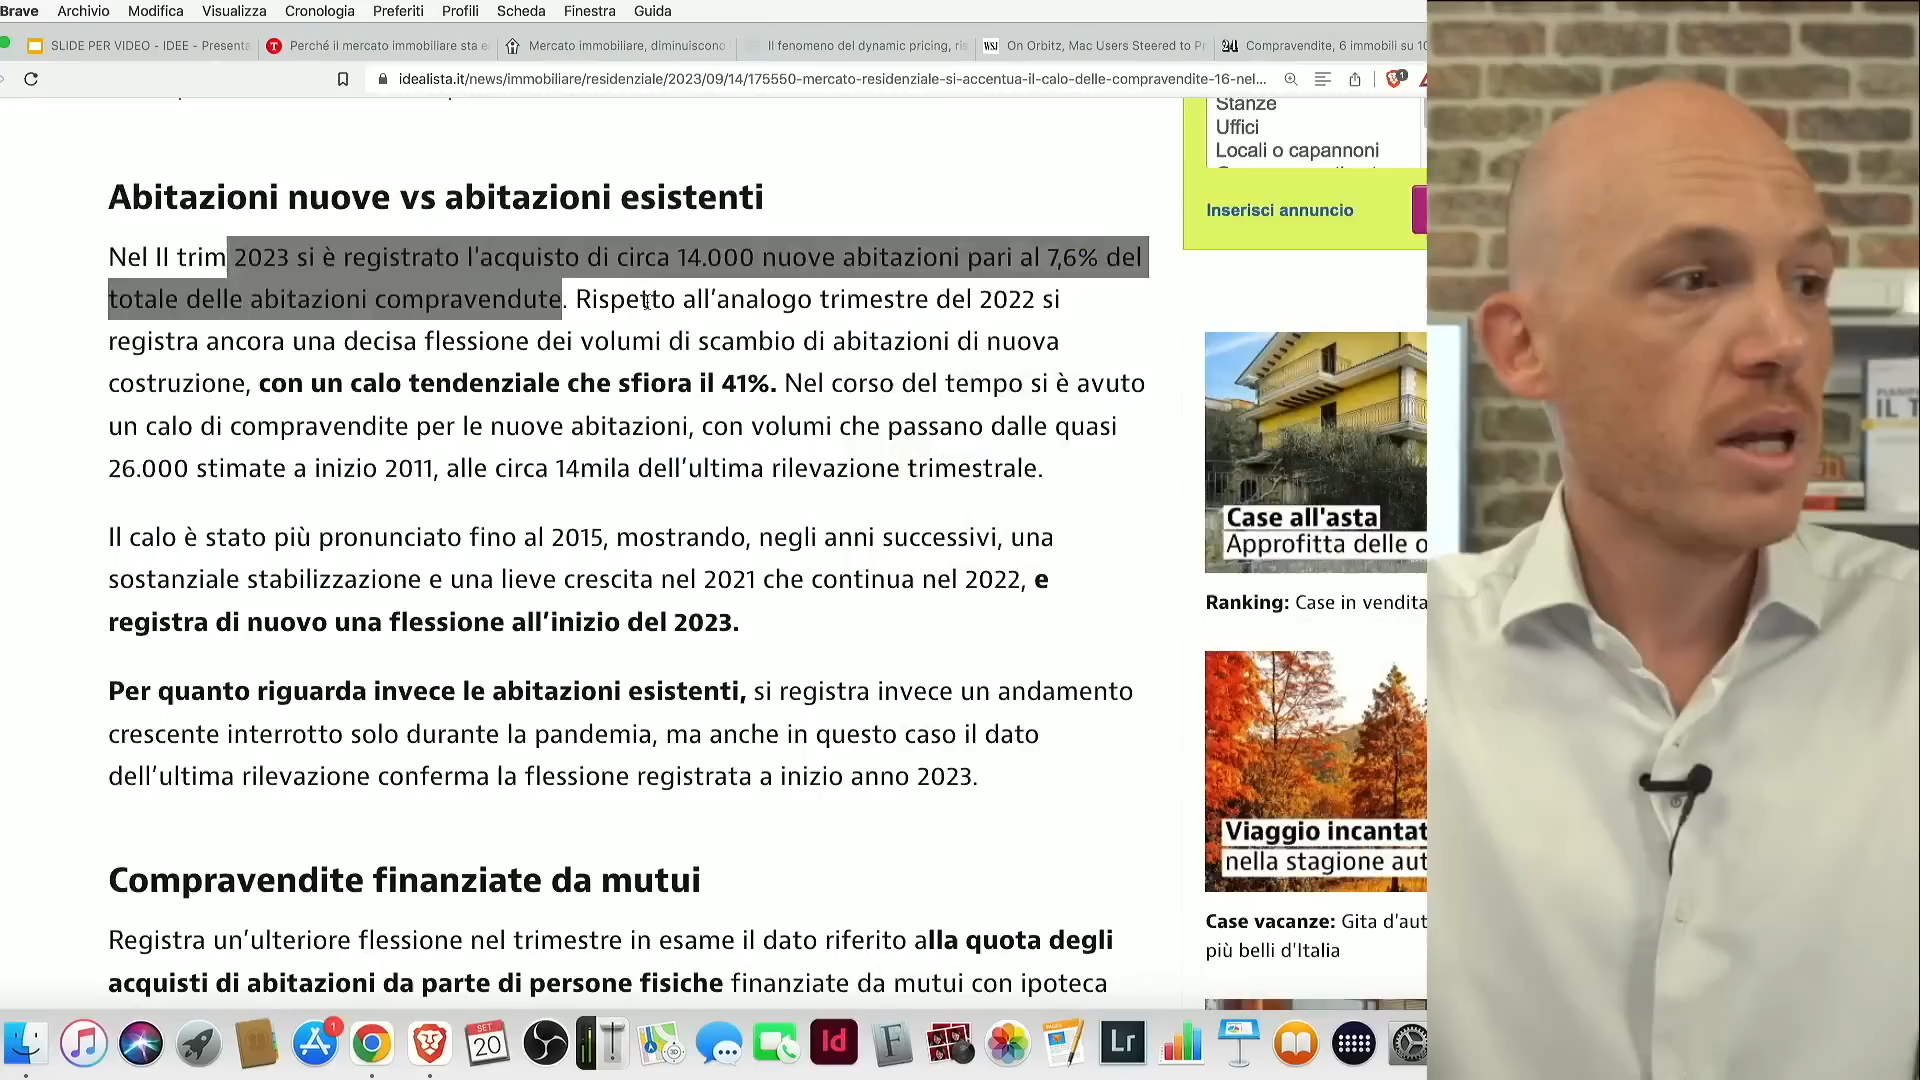 Brave Archivio Modifica Visualizza Cronologia Preferiti Profili Scheda Finestra Guida
SLIDE PER VIDEO - IDEE - Presenta
Perché il mercato immobiliare sta
Mercato immobiliare, diminuiscono
Il fenomeno del dynamic pricing, ris
WSJ On Orbitz, Mac Users Steered to Pr
24 Compravendite, 6 immobili su 10
idealista.it/news/immobiliare/residenziale/2023/09/14/175550-mercato-residenziale-si-accentua-il-calo-delle-compravendite-16-nel...
1
Stanze
Uffici
Locali o capannoni
Inserisci annuncio
Abitazioni nuove vs abitazioni esistenti
Nel II trim 2023 si è registrato l'acquisto di circa 14.000 nuove abitazioni pari al 7,6% del
totale delle abitazioni compravendute. Rispetto all’analogo trimestre del 2022 si
registra ancora una decisa flessione dei volumi di scambio di abitazioni di nuova
costruzione, con un calo tendenziale che sfiora il 41%. Nel corso del tempo si è avuto
un calo di compravendite per le nuove abitazioni, con volumi che passano dalle quasi
26.000 stimate a inizio 2011, alle circa 14mila dell’ultima rilevazione trimestrale.
Il calo è stato più pronunciato fino al 2015, mostrando, negli anni successivi, una
sostanziale stabilizzazione e una lieve crescita nel 2021 che continua nel 2022, e
registra di nuovo una flessione all’inizio del 2023.
Per quanto riguarda invece le abitazioni esistenti, si registra invece un andamento
crescente interrotto solo durante la pandemia, ma anche in questo caso il dato
dell’ultima rilevazione conferma la flessione registrata a inizio anno 2023.
Compravendite finanziate da mutui
Registra un’ulteriore flessione nel trimestre in esame il dato riferito alla quota degli
acquisti di abitazioni da parte di persone fisiche finanziate da mutui con ipoteca
Case all'asta
Approfitta delle o
Ranking: Case in vendita
Viaggio incantat
nella stagione aut
Case vacanze: Gita d’aut
più belli d’Italia
IL T
1
SET
20
3D
Id
F
PAGES
Lr